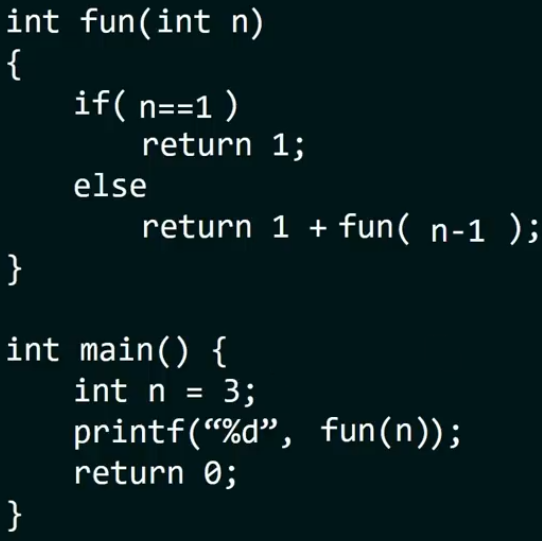 int fun(int n)
{
    if( n==1 )
        return 1;
    else
        return 1 + fun( n-1 );
}

int main() {
    int n = 3;
    printf(“%d”, fun(n));
    return 0;
}